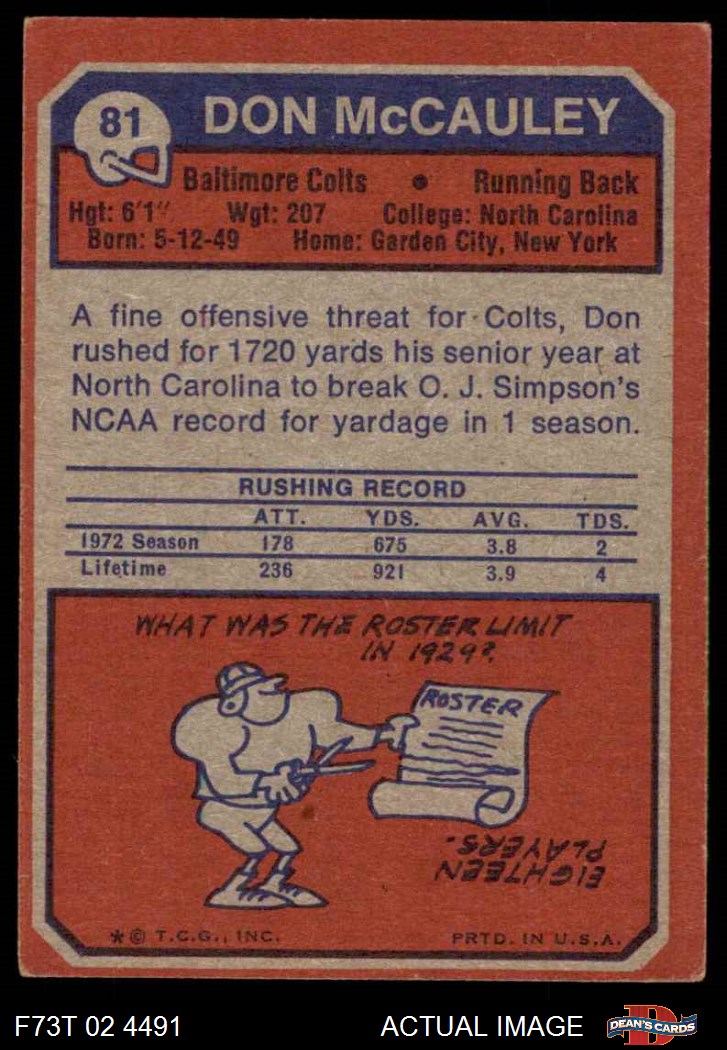 81
DON McCAULEY
Baltimore Colts • Running Back
Hgt: 6'1" Wgt: 207 College: North Carolina
Born: 5-12-49 Home: Garden City, New York
A fine offensive threat for Colts, Don
rushed for 1720 yards his senior year at
North Carolina to break O. J. Simpson's
NCAA record for yardage in 1 season.
RUSHING RECORD
ATT. YDS. AVG. TDS.
1972 Season 178 675 3.8 2
Lifetime 236 921 3.9 4
WHAT WAS THE ROSTER LIMIT
IN 1929?
ROSTER
EIGHTEEN
PLAYERS.
* © T.C.G., INC. PRTD. IN U.S.A.
F73T 02 4491 ACTUAL IMAGE D DEAN'S CARDS